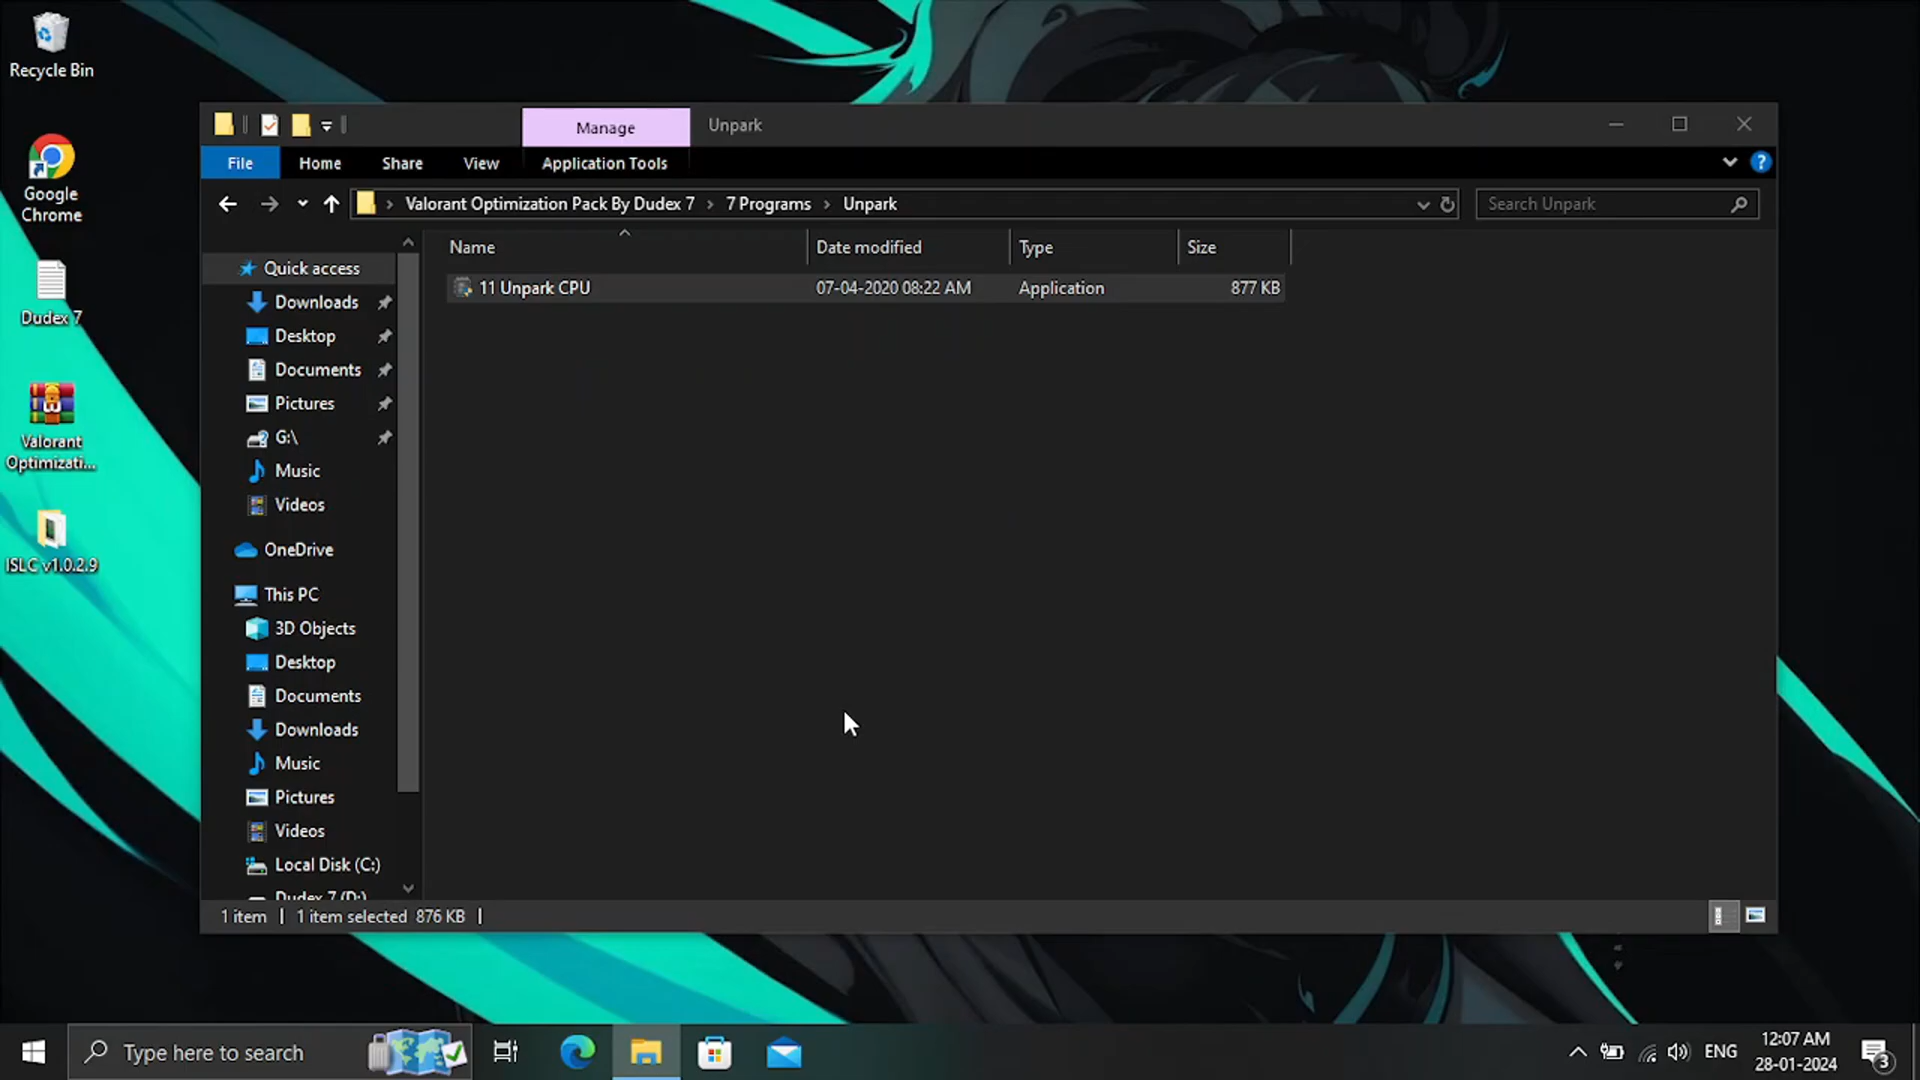 Recycle Bin
Google
Chrome
Dudex 7
Valorant
Optimizati...
ISLC v1.0.2.9
Manage
Unpark
File
Home
Share
View
Application Tools
Valorant Optimization Pack By Dudex 7
7 Programs
Unpark
Search Unpark
Name
Date modified
Type
Size
11 Unpark CPU
07-04-2020 08:22 AM
Application
877 KB
Quick access
Downloads
Desktop
Documents
Pictures
G:\
Music
Videos
OneDrive
This PC
3D Objects
Desktop
Documents
Downloads
Music
Pictures
Videos
Local Disk (C:)
Dudex 7 (D:)
1 item
1 item selected 876 KB
Type here to search
ENG
12:07 AM
28-01-2024
3